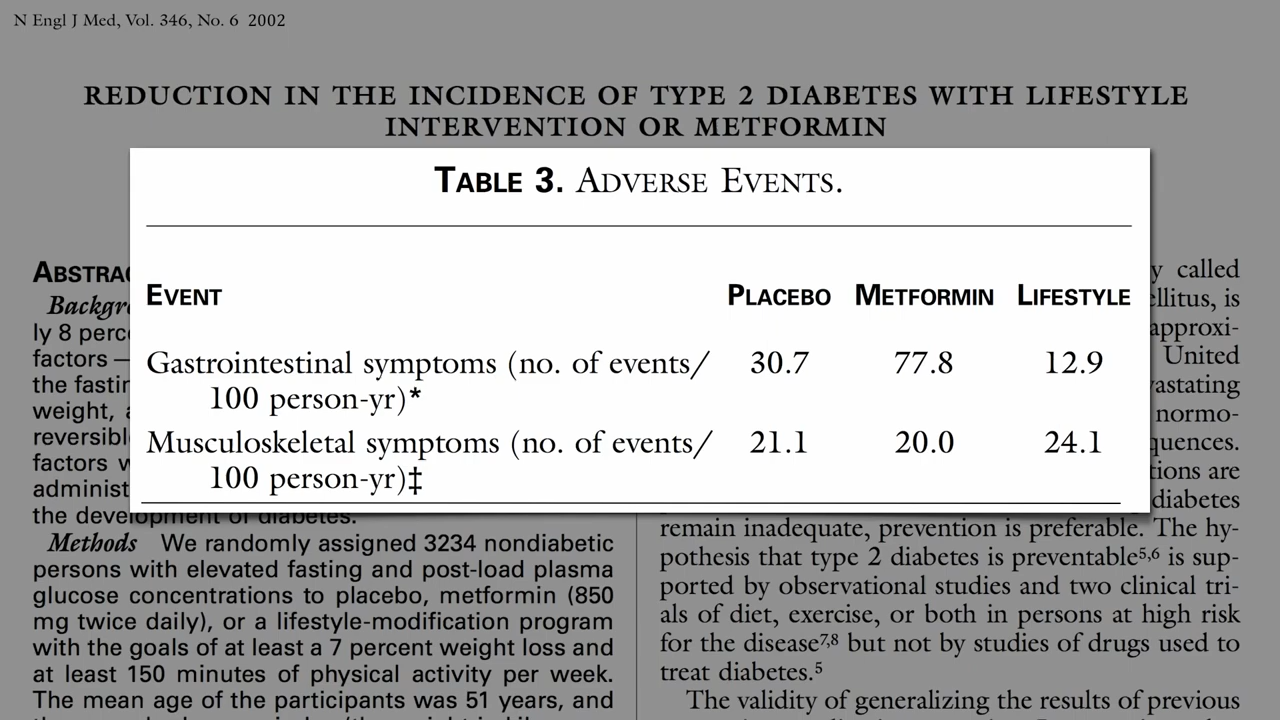 N Engl J Med, Vol. 346, No. 6 2002
REDUCTION IN THE INCIDENCE OF TYPE 2 DIABETES WITH LIFESTYLE
INTERVENTION OR METFORMIN
TABLE 3. ADVERSE EVENTS.
EVENT PLACEBO METFORMIN LIFESTYLE
Gastrointestinal symptoms (no. of events/ 30.7 77.8 12.9
100 person-yr)*
Musculoskeletal symptoms (no. of events/ 21.1 20.0 24.1
100 person-yr)‡
ly 8 perc
factors —
the fastin
weight,
reversibl
factors w
administ
the development of diabetes.
Methods We randomly assigned 3234 nondiabetic
persons with elevated fasting and post-load plasma
glucose concentrations to placebo, metformin (850
mg twice daily), or a lifestyle-modification program
with the goals of at least a 7 percent weight loss and
at least 150 minutes of physical activity per week.
The mean age of the participants was 51 years, and
y called
ellitus, is
approxi-
United
vastating
normo-
quences.
tions are
diabetes
remain inadequate, prevention is preferable. The hy-
pothesis that type 2 diabetes is preventable5,6 is sup-
ported by observational studies and two clinical tri-
als of diet, exercise, or both in persons at high risk
for the disease7,8 but not by studies of drugs used to
treat diabetes.5
The validity of generalizing the results of previous